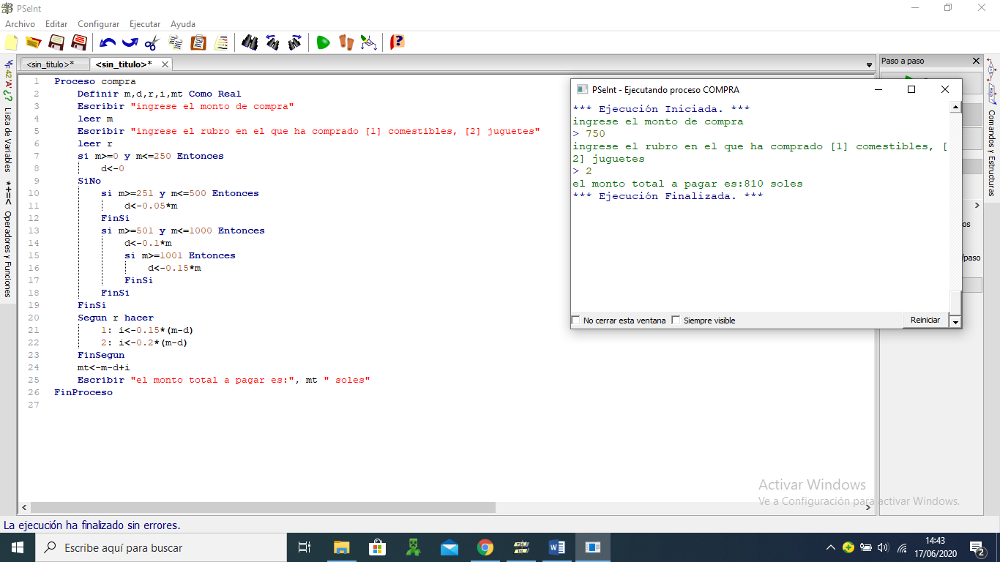 PSeInt
Archivo Editar Configurar Ejecutar Ayuda
<sin_titulo>* <sin_titulo>*
Lista de Variables
Operadores y Funciones
1 Proceso compra
2 Definir m,d,r,i,mt Como Real
3 Escribir "ingrese el monto de compra"
4 leer m
5 Escribir "ingrese el rubro en el que ha comprado [1] comestibles, [2] juguetes"
6 leer r
7 si m>=0 y m<=250 Entonces
8 d<-0
9 SiNo
10 si m>=251 y m<=500 Entonces
11 d<-0.05*m
12 FinSi
13 si m>=501 y m<=1000 Entonces
14 d<-0.1*m
15 si m>=1001 Entonces
16 d<-0.15*m
17 FinSi
18 FinSi
19 FinSi
20 Segun r hacer
21 1: i<-0.15*(m-d)
22 2: i<-0.2*(m-d)
23 FinSegun
24 mt<-m-d+i
25 Escribir "el monto total a pagar es:", mt " soles"
26 FinProceso
27
PSeInt - Ejecutando proceso COMPRA
*** Ejecución Iniciada. ***
ingrese el monto de compra
> 750
ingrese el rubro en el que ha comprado [1] comestibles, [
2] juguetes
> 2
el monto total a pagar es:810 soles
*** Ejecución Finalizada. ***
No cerrar esta ventana Siempre visible Reiniciar
Paso a paso
os
/paso
Comandos y Estructuras
Activar Windows
Ve a Configuración para activar Windows.
La ejecución ha finalizado sin errores.
Escribe aquí para buscar
14:43
17/06/2020
2